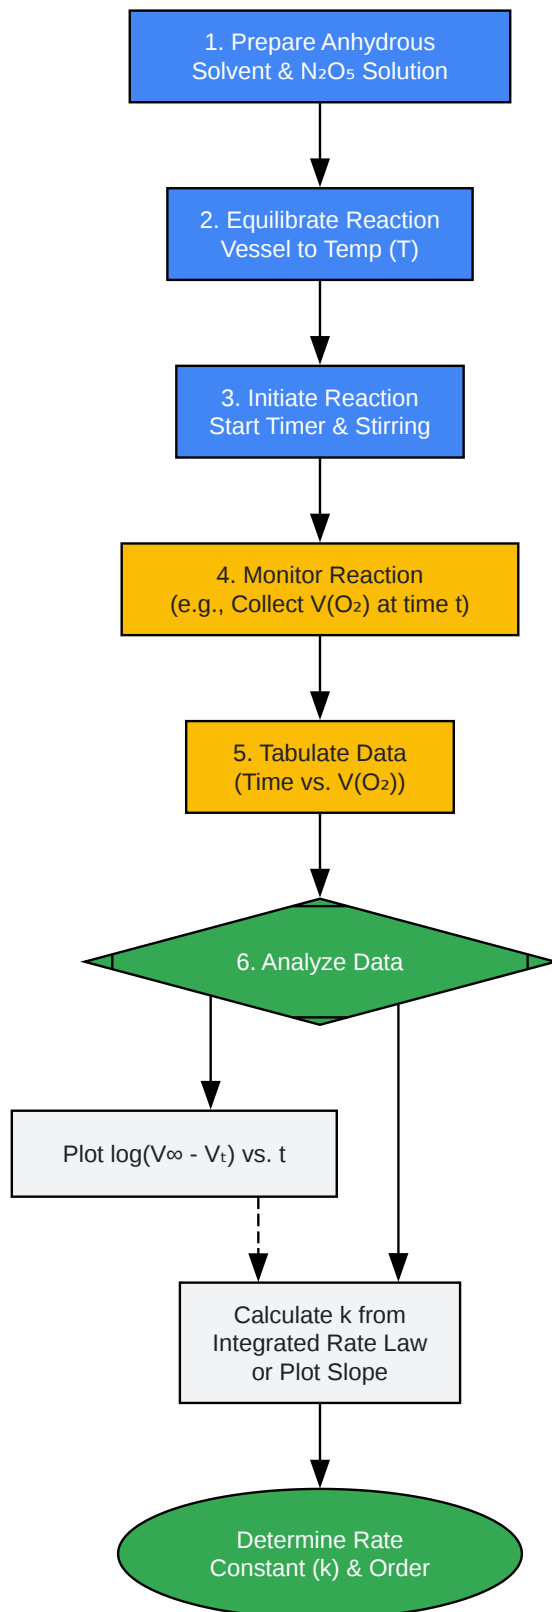 1. Prepare Anhydrous
Solvent & N₂O₅ Solution
2. Equilibrate Reaction
Vessel to Temp (T)
3. Initiate Reaction
Start Timer & Stirring
4. Monitor Reaction
(e.g., Collect V(O₂) at time t)
5. Tabulate Data
(Time vs. V(O₂))
6. Analyze Data
Plot log(V∞ - Vₜ) vs. t
Calculate k from
Integrated Rate Law
or Plot Slope
Determine Rate
Constant (k) & Order